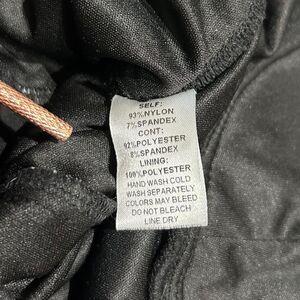 SELF:
93%NYLON
7%SPANDEX
CONT:
92%POLYESTER
8%SPANDEX
LINING:
100%POLYESTER
HAND WASH COLD
WASH SEPARATELY
COLORS MAY BLEED
DO NOT BLEACH
LINE DRY